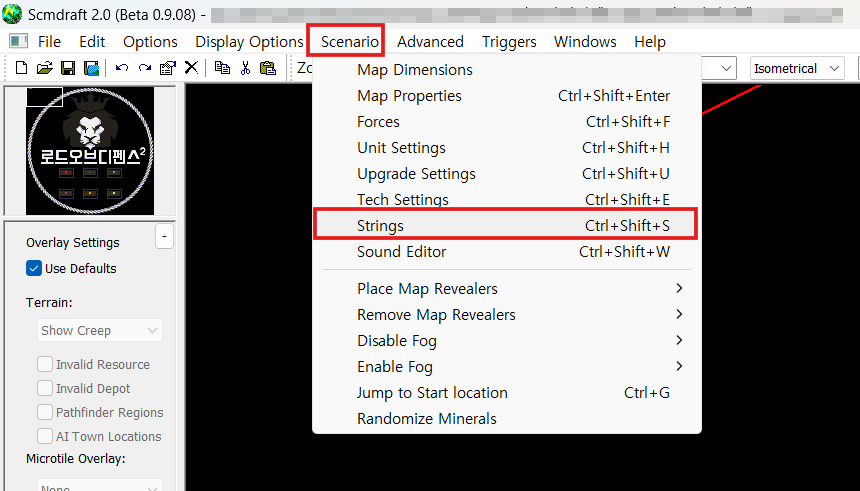 Scmdraft 2.0 (Beta 0.9.08) -
File Edit Options Display Options Scenario Advanced Triggers Windows Help
Isometrical
Map Dimensions
Map Properties Ctrl+Shift+Enter
Forces Ctrl+Shift+F
Unit Settings Ctrl+Shift+H
Upgrade Settings Ctrl+Shift+U
Tech Settings Ctrl+Shift+E
Strings Ctrl+Shift+S
Sound Editor Ctrl+Shift+W
Place Map Revealers
Remove Map Revealers
Disable Fog
Enable Fog
Jump to Start location Ctrl+G
Randomize Minerals
로드오브디펜스2
Overlay Settings
-
Use Defaults
Terrain:
Show Creep
Invalid Resource
Invalid Depot
Pathfinder Regions
AI Town Locations
Microtile Overlay:
None